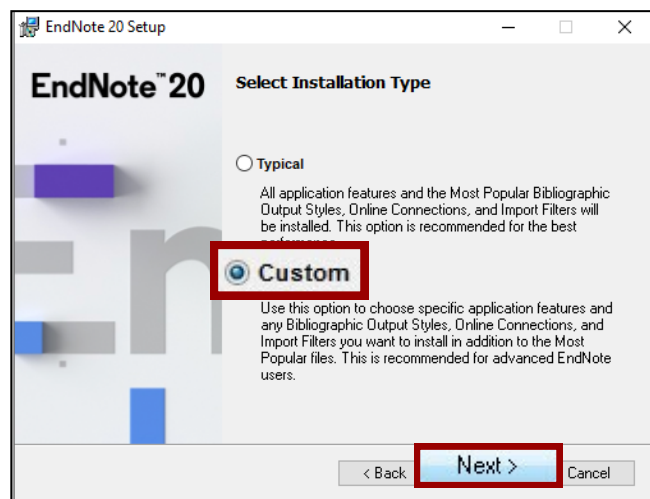 EndNote 20 Setup
EndNote™20
Select Installation Type
Typical
All application features and the Most Popular Bibliographic
Output Styles, Online Connections, and Import Filters will
be installed. This option is recommended for the best
Custom
Use this option to choose specific application features and
any Bibliographic Output Styles, Online Connections, and
Import Filters you want to install in addition to the Most
Popular files. This is recommended for advanced EndNote
users.
< Back
Next >
Cancel